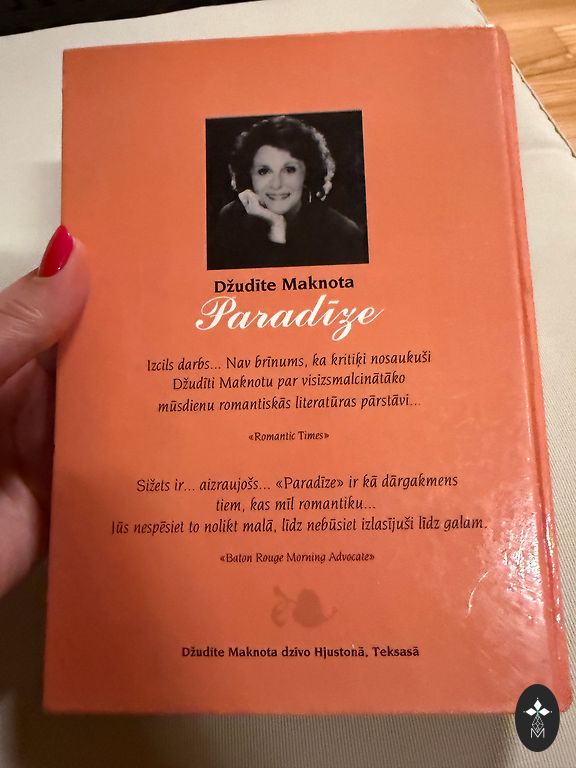 Džudīte Maknota
Paradīze
Izcils darbs... Nav brīnums, ka kritiķi nosaukuši
Džudīti Maknotu par visizsmalcinātāko
mūsdienu romantiskās literatūras pārstāvi...
«Romantic Times»
Sižets ir... aizraujošs... «Paradīze» ir kā dārgakmens
tiem, kas mīl romantiku...
Jūs nespēsiet to nolikt malā, līdz nebūsiet izlasījuši līdz galam.
«Baton Rouge Morning Advocate»
Džudīte Maknota dzīvo Hjustonā, Teksasā
M